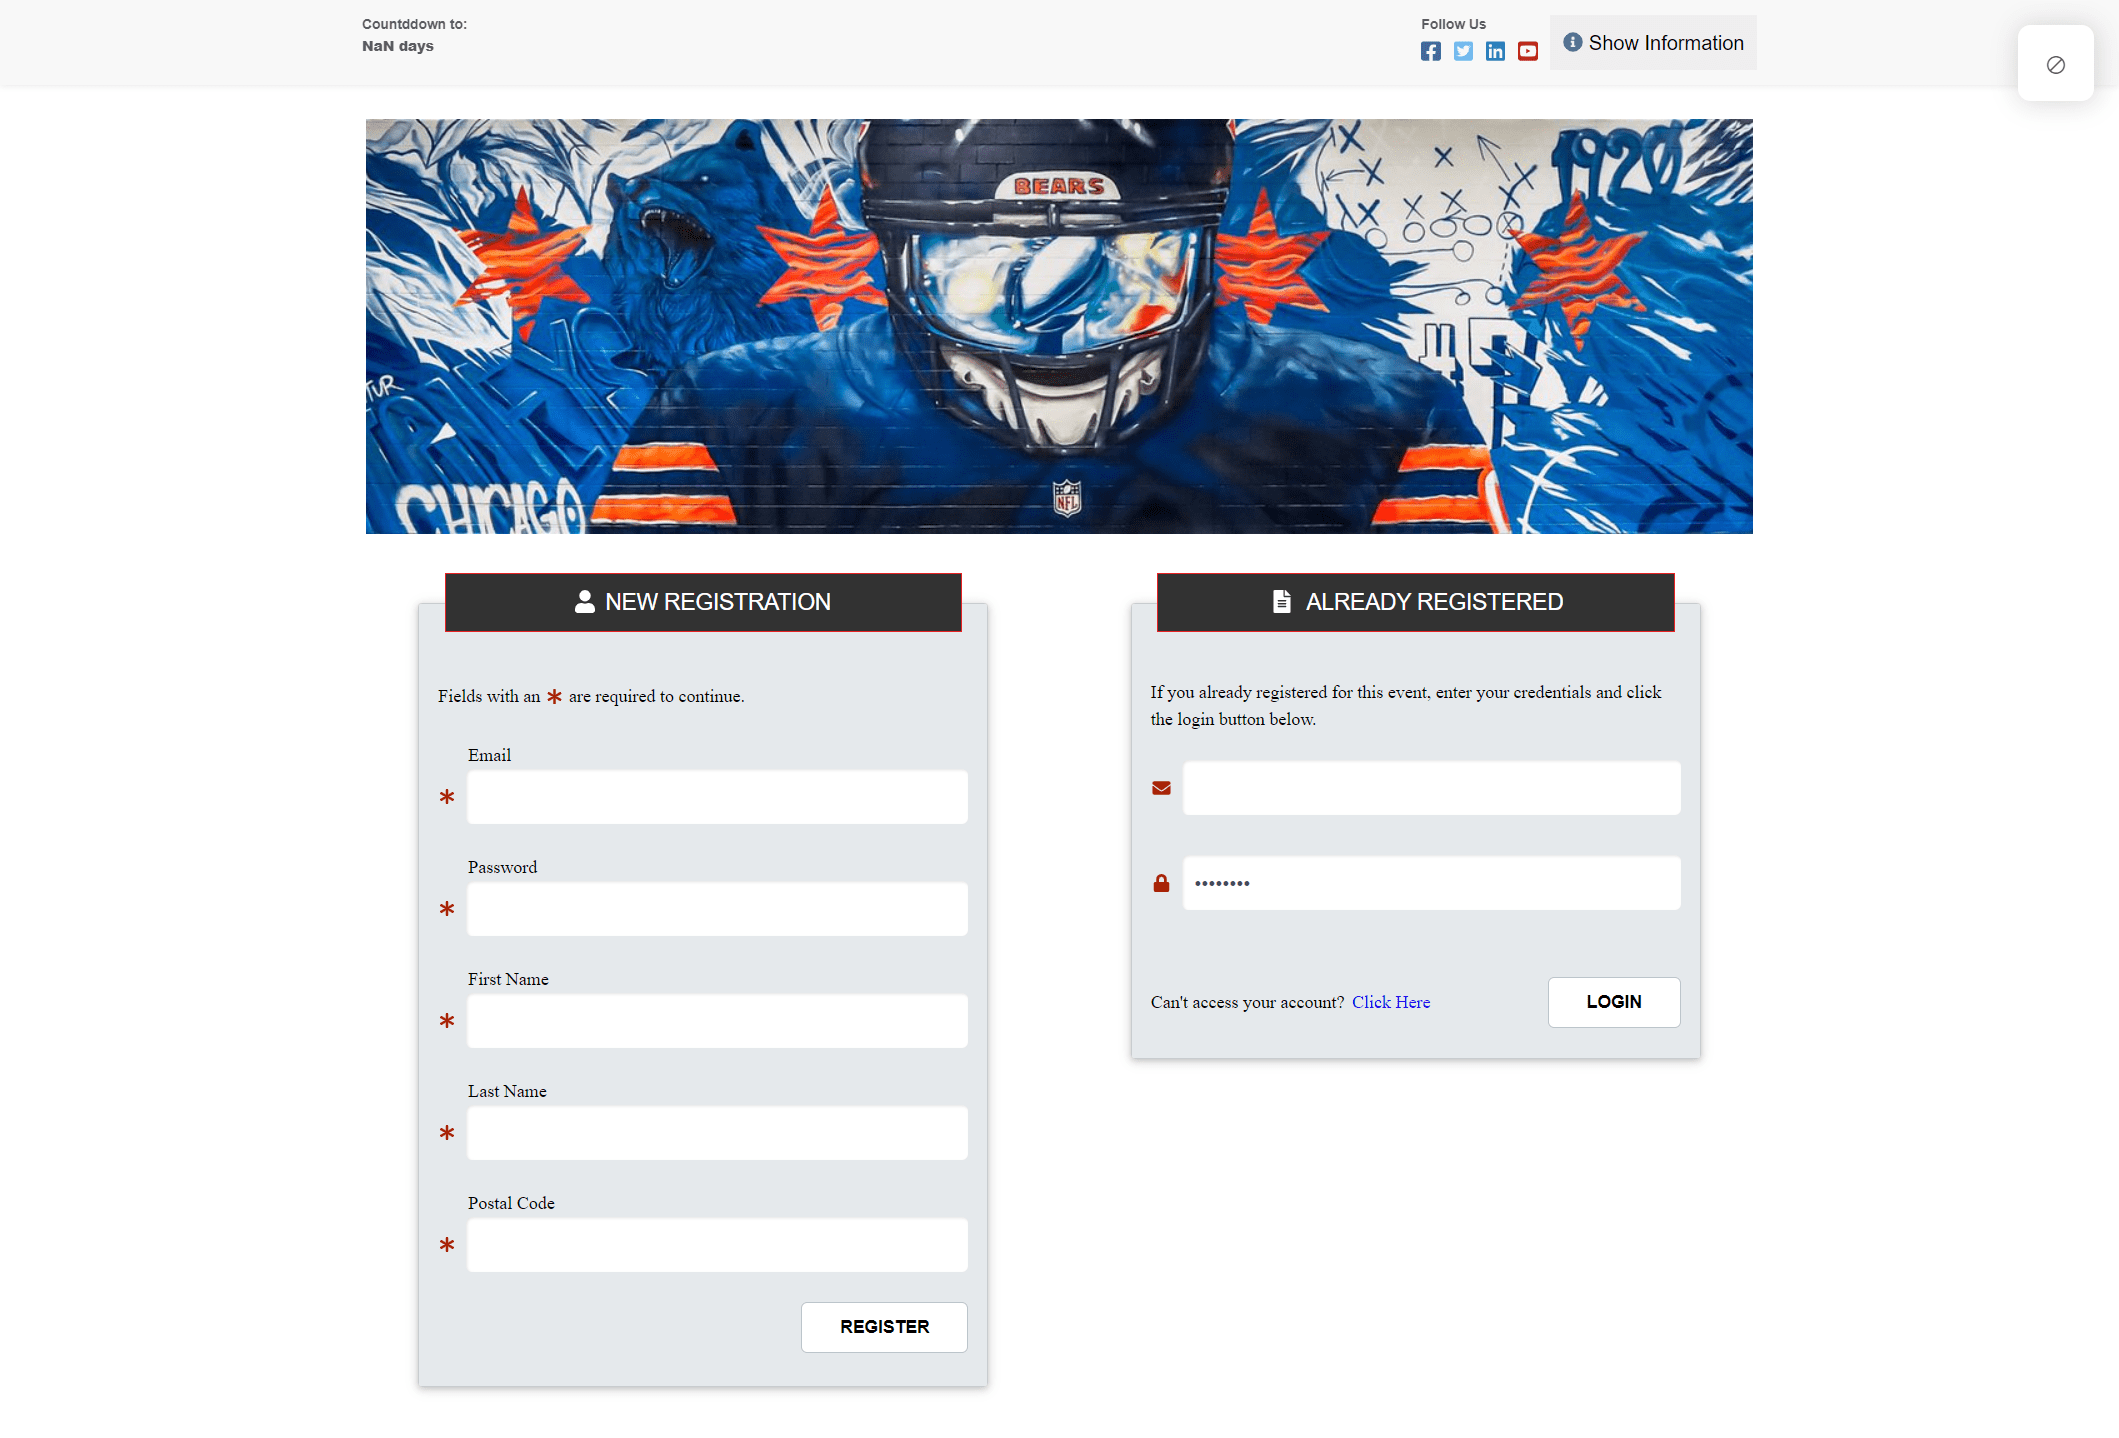 Countddown to:
NaN days
Follow Us
Show Information
BEARS
1920
47
CHICAGO
NFL
NEW REGISTRATION
Fields with an * are required to continue.
Email
*
Password
*
First Name
*
Last Name
*
Postal Code
*
REGISTER
ALREADY REGISTERED
If you already registered for this event, enter your credentials and click
the login button below.
••••••••
Can't access your account? Click Here
LOGIN